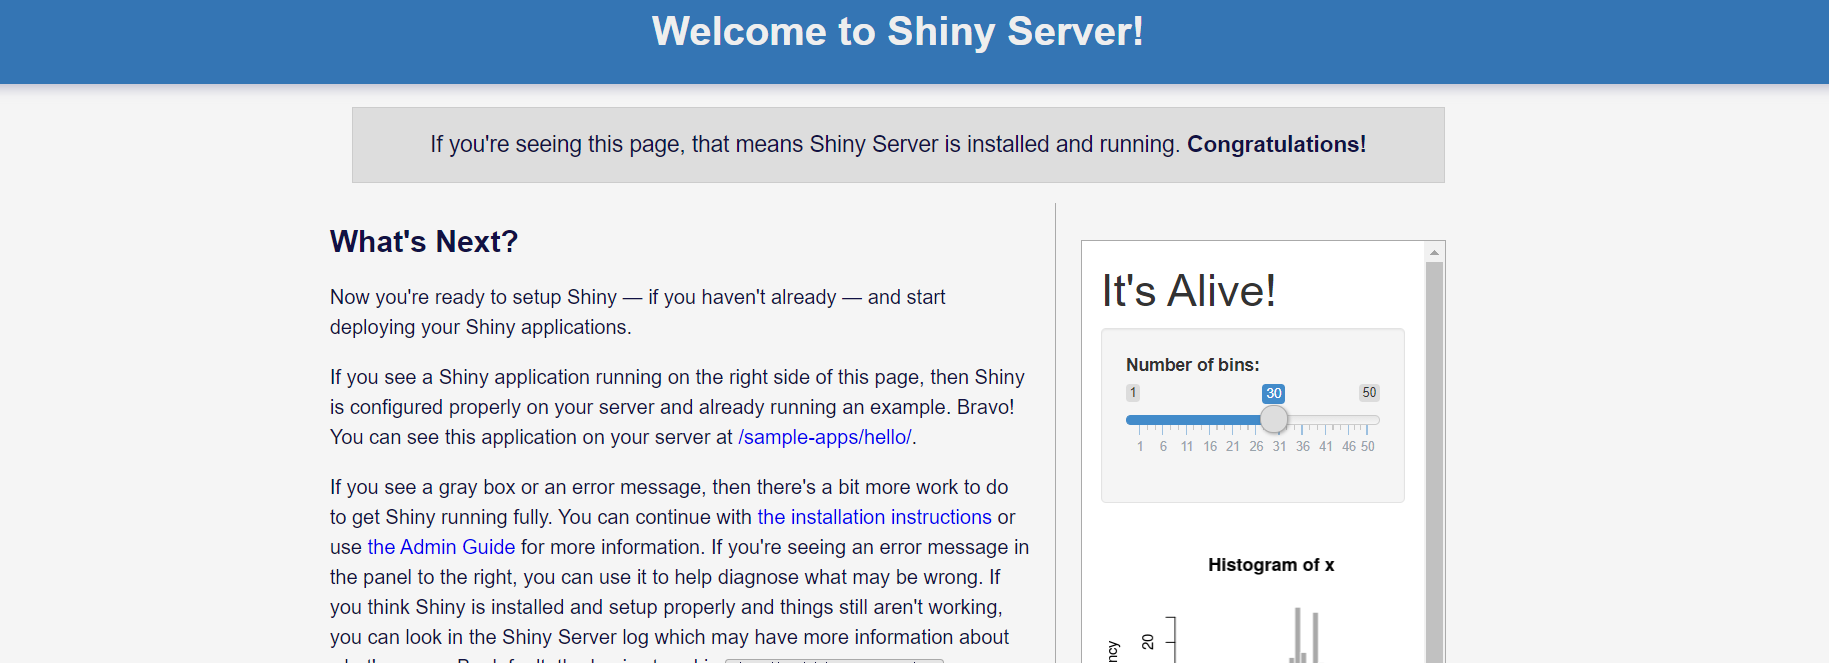 Welcome to Shiny Server!
If you're seeing this page, that means Shiny Server is installed and running. Congratulations!
What's Next?
Now you're ready to setup Shiny — if you haven't already — and start
deploying your Shiny applications.
If you see a Shiny application running on the right side of this page, then Shiny
is configured properly on your server and already running an example. Bravo!
You can see this application on your server at /sample-apps/hello/.
If you see a gray box or an error message, then there's a bit more work to do
to get Shiny running fully. You can continue with the installation instructions or
use the Admin Guide for more information. If you're seeing an error message in
the panel to the right, you can use it to help diagnose what may be wrong. If
you think Shiny is installed and setup properly and things still aren't working,
you can look in the Shiny Server log which may have more information about
It's Alive!
Number of bins:
1 30 50
1 6 11 16 21 26 31 36 41 46 50
Histogram of x
20